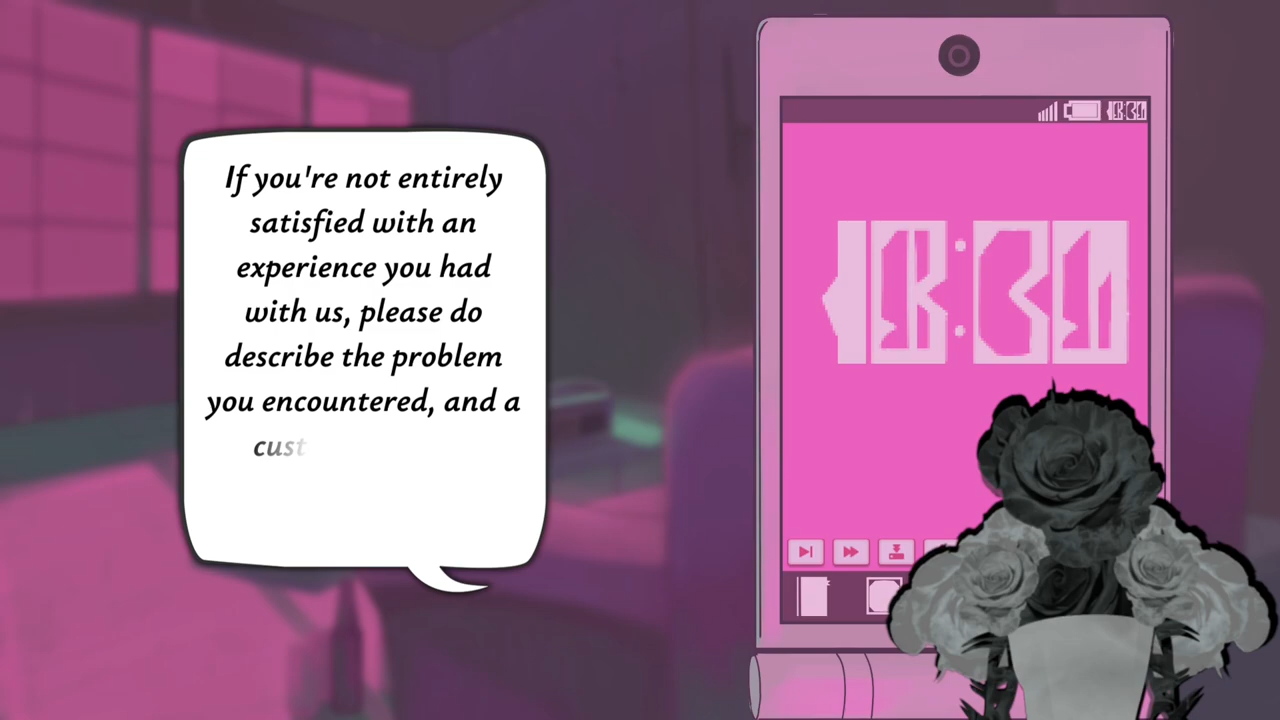 If you're not entirely
satisfied with an
experience you had
with us, please do
describe the problem
you encountered, and a
cust